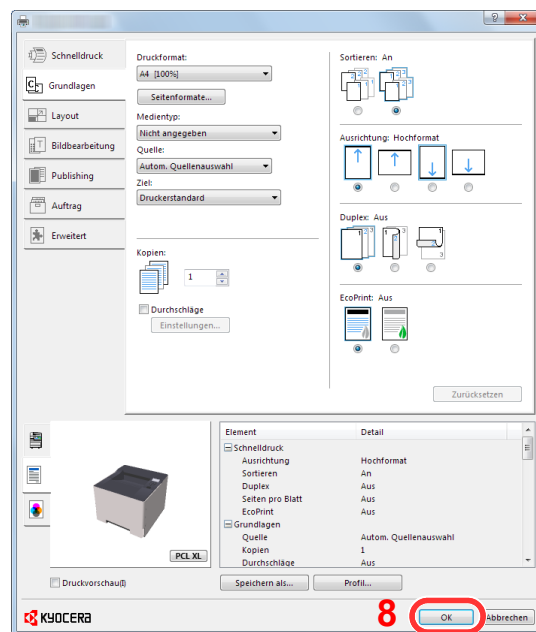 Schnelldruck
Grundlagen
Layout
Bildbearbeitung
Publishing
Auftrag
Erweitert
Druckformat:
A4 [100%]
Seitenformate...
Medientyp:
Nicht angegeben
Quelle:
Autom. Quellenauswahl
Ziel:
Druckerstandard
Kopien:
1
Durchschläge
Einstellungen...
Sortieren: An
Ausrichtung: Hochformat
Duplex: Aus
EcoPrint: Aus
Zurücksetzen
PCL XL
Druckvorschau(I)
Element Detail
Schnelldruck
Ausrichtung Hochformat
Sortieren An
Duplex Aus
Seiten pro Blatt Aus
EcoPrint Aus
Grundlagen
Quelle Autom. Quellenauswahl
Kopien 1
Durchschläge Aus
Speichern als... Profil...
KYOCERA
8 OK Abbrechen